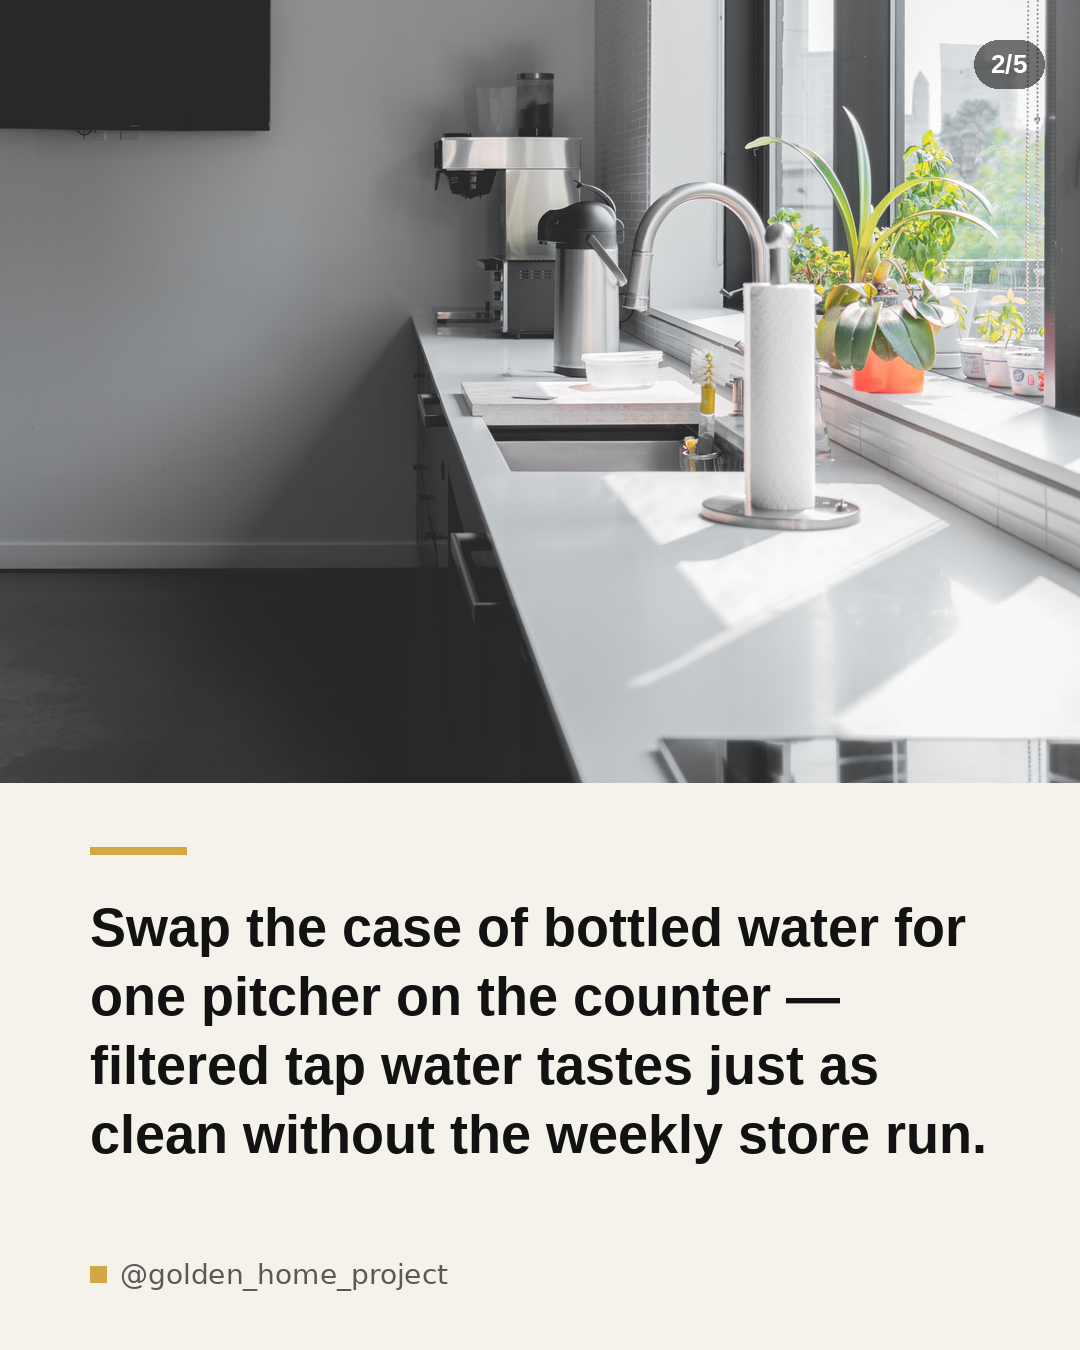 2/5
Swap the case of bottled water for
one pitcher on the counter —
filtered tap water tastes just as
clean without the weekly store run.
@golden_home_project